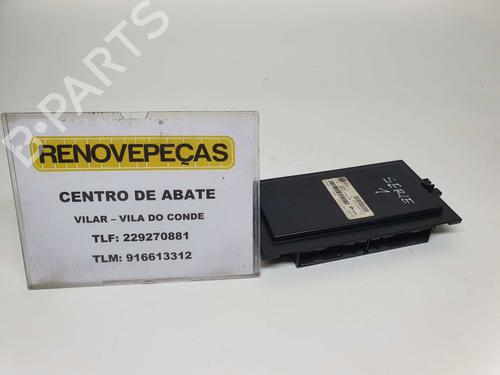 B-PARTS
RENOVEPEÇAS
CENTRO DE ABATE
VILAR – VILA DO CONDE
TLF: 229270881
TLM: 916613312
SERIE
1